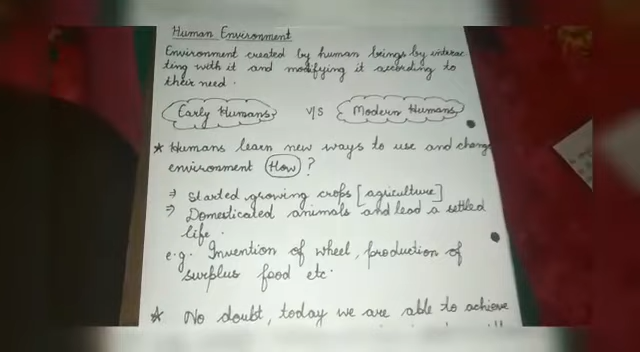 Human Environment
Environment created by human beings by interac
ting with it and modifying it according to
their need.
Early Humans v/s Modern Humans
* Humans learn new ways to use and change
environment How ?
⇒ Started growing crops [agriculture]
⇒ Domesticated animals and lead a settled
life.
e.g. Invention of wheel, production of
surplus food etc.
* No doubt, today we are able to achieve